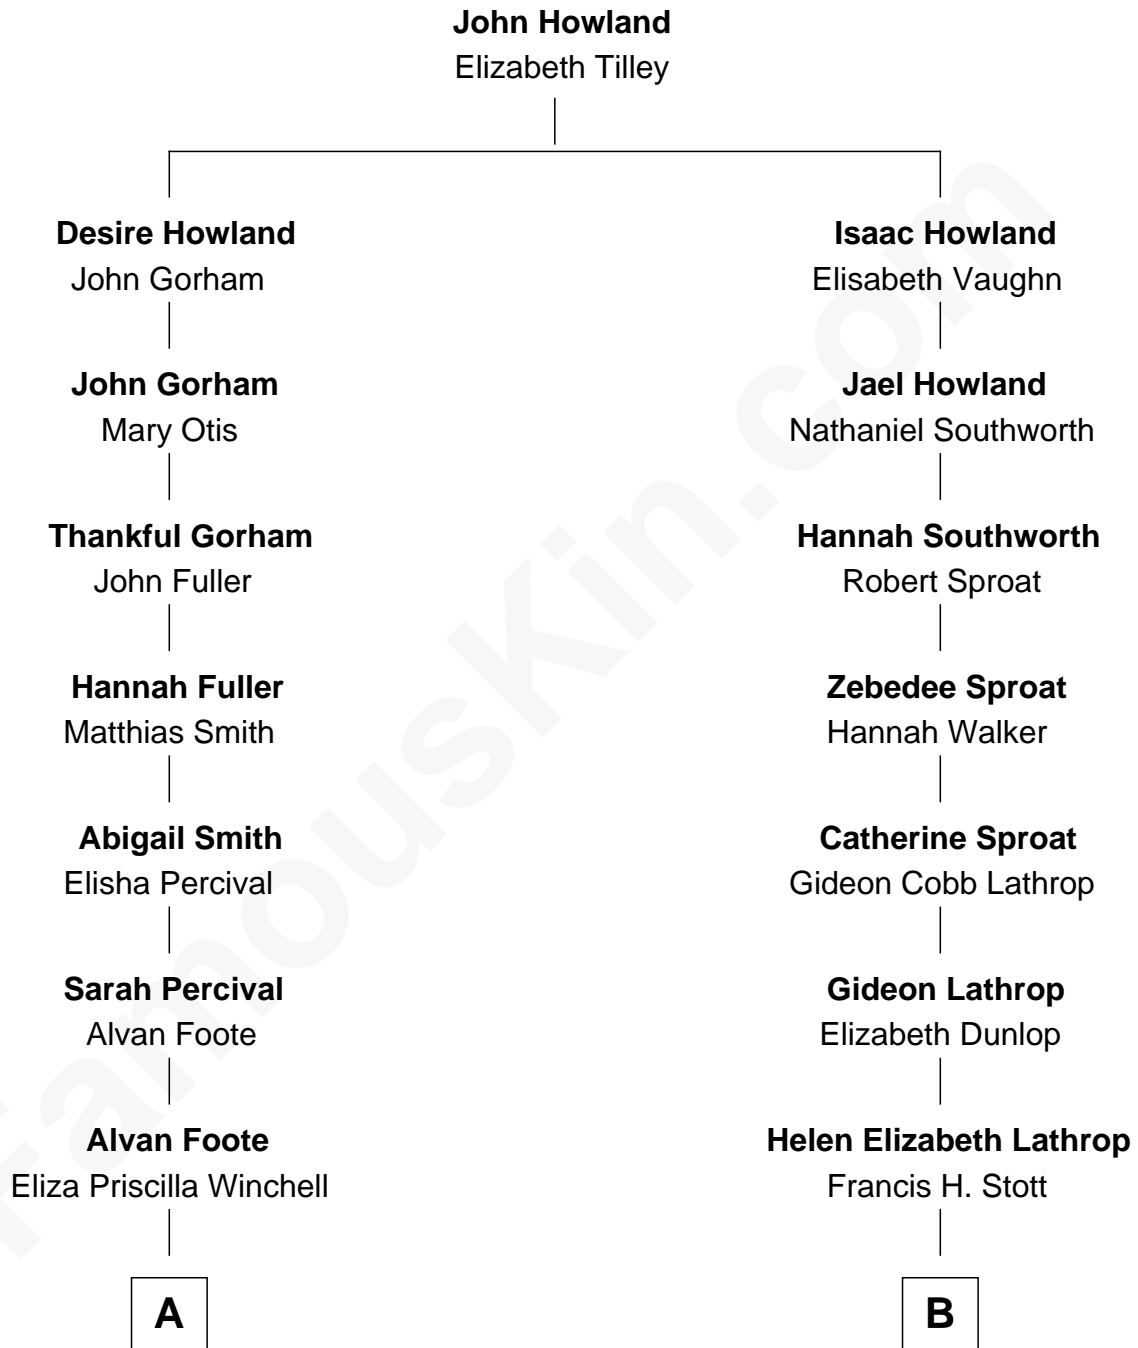 John Howland
Elizabeth Tilley
Desire Howland
John Gorham
Isaac Howland
Elisabeth Vaughn
John Gorham
Mary Otis
Jael Howland
Nathaniel Southworth
Thankful Gorham
John Fuller
Hannah Southworth
Robert Sproat
Hannah Fuller
Matthias Smith
Zebedee Sproat
Hannah Walker
Abigail Smith
Elisha Percival
Catherine Sproat
Gideon Cobb Lathrop
Sarah Percival
Alvan Foote
Gideon Lathrop
Elizabeth Dunlop
Alvan Foote
Eliza Priscilla Winchell
Helen Elizabeth Lathrop
Francis H. Stott
A
B
FamousKin.com